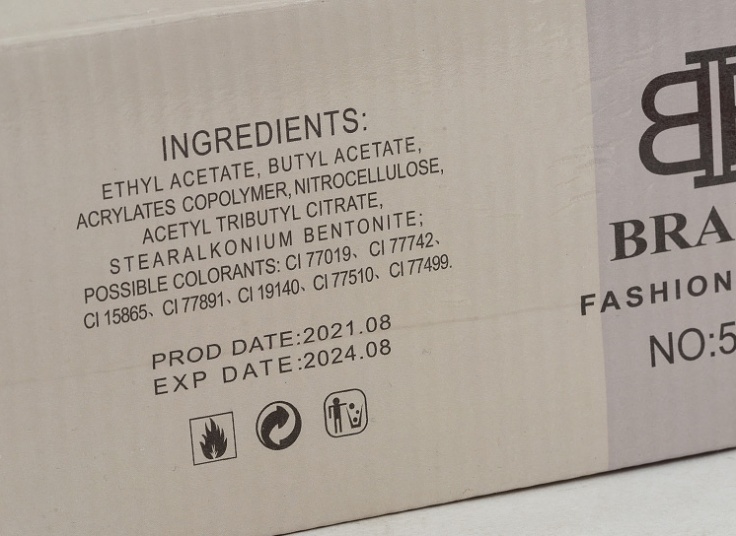 INGREDIENTS:
ETHYL ACETATE, BUTYL ACETATE,
ACRYLATES COPOLYMER, NITROCELLULOSE,
ACETYL TRIBUTYL CITRATE,
STEARALKONIUM BENTONITE;
POSSIBLE COLORANTS: CI 77019、CI 77742、
CI 15865、CI 77891、CI 19140、CI 77510、CI 77499.
PROD DATE:2021.08
EXP DATE:2024.08
BRA
FASHION
NO:5